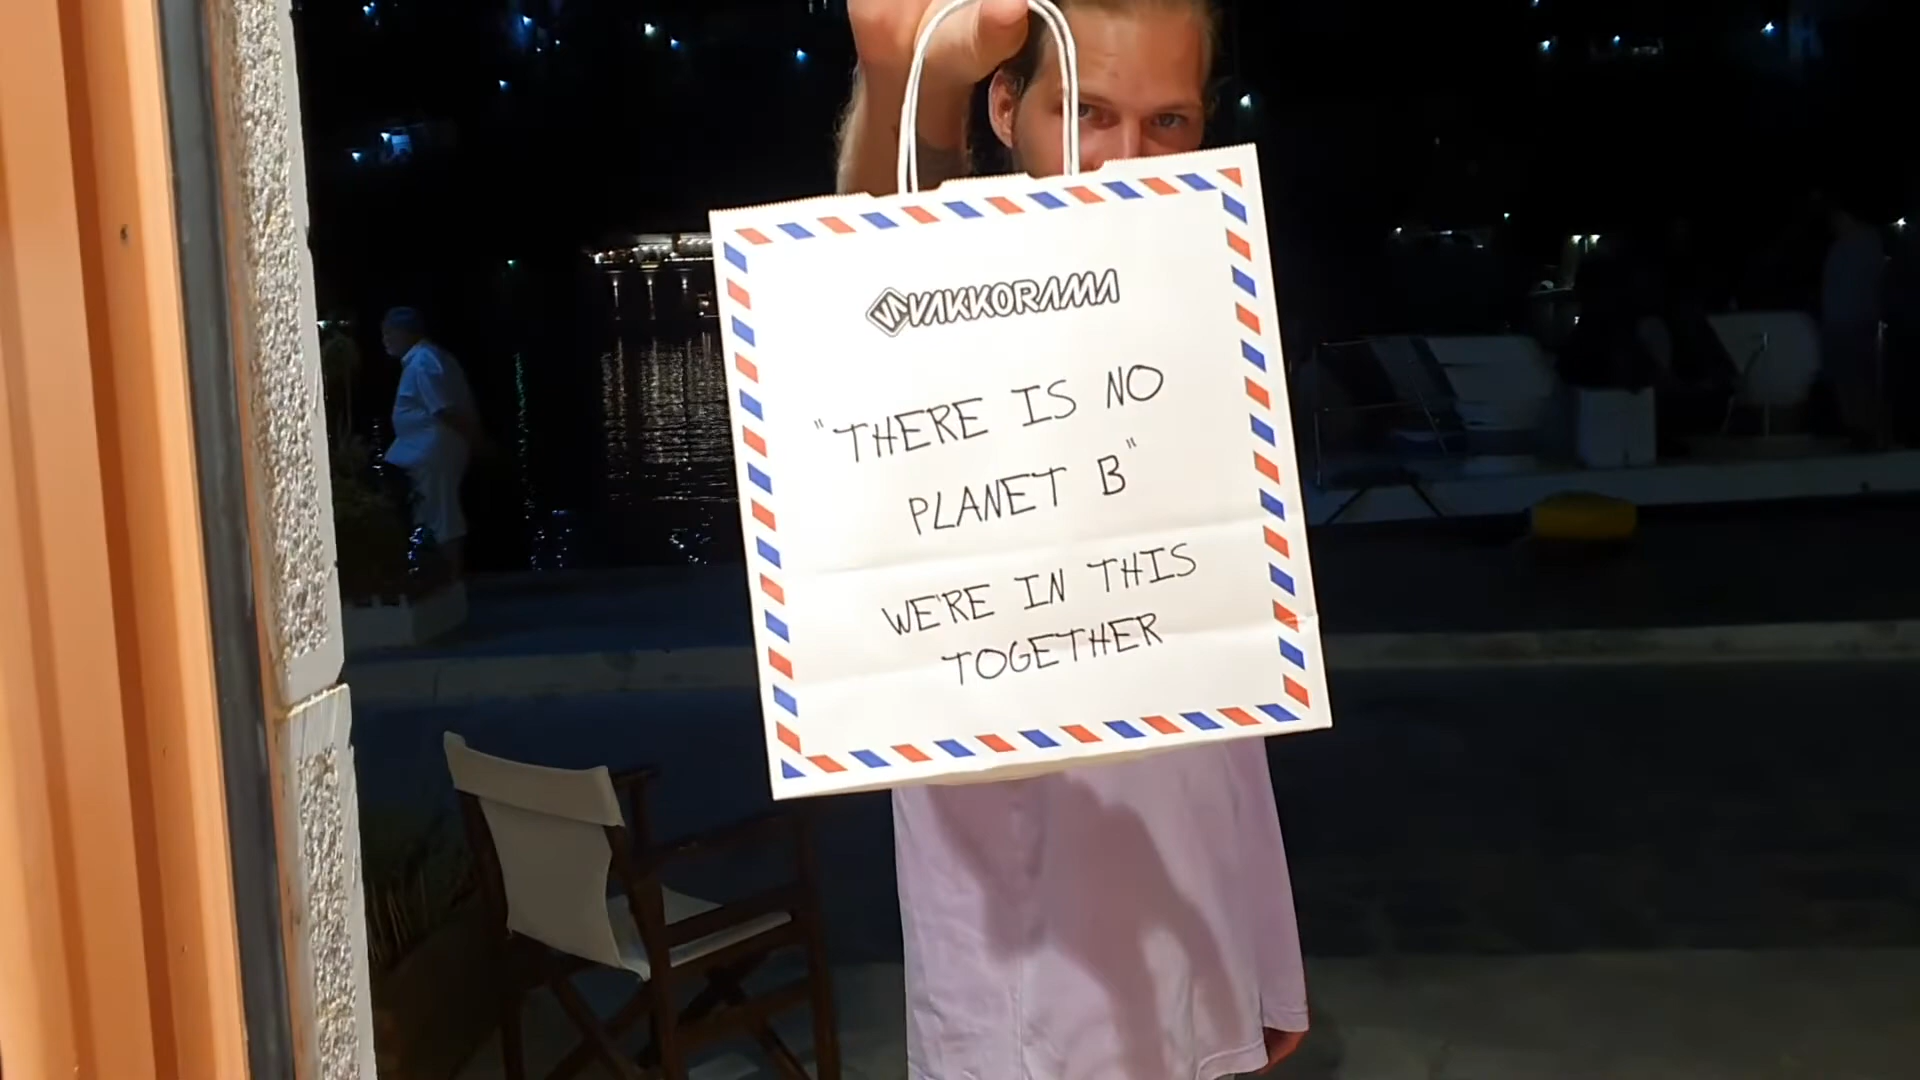 VAKKORAMA
"THERE IS NO
PLANET B"
WE'RE IN THIS
TOGETHER